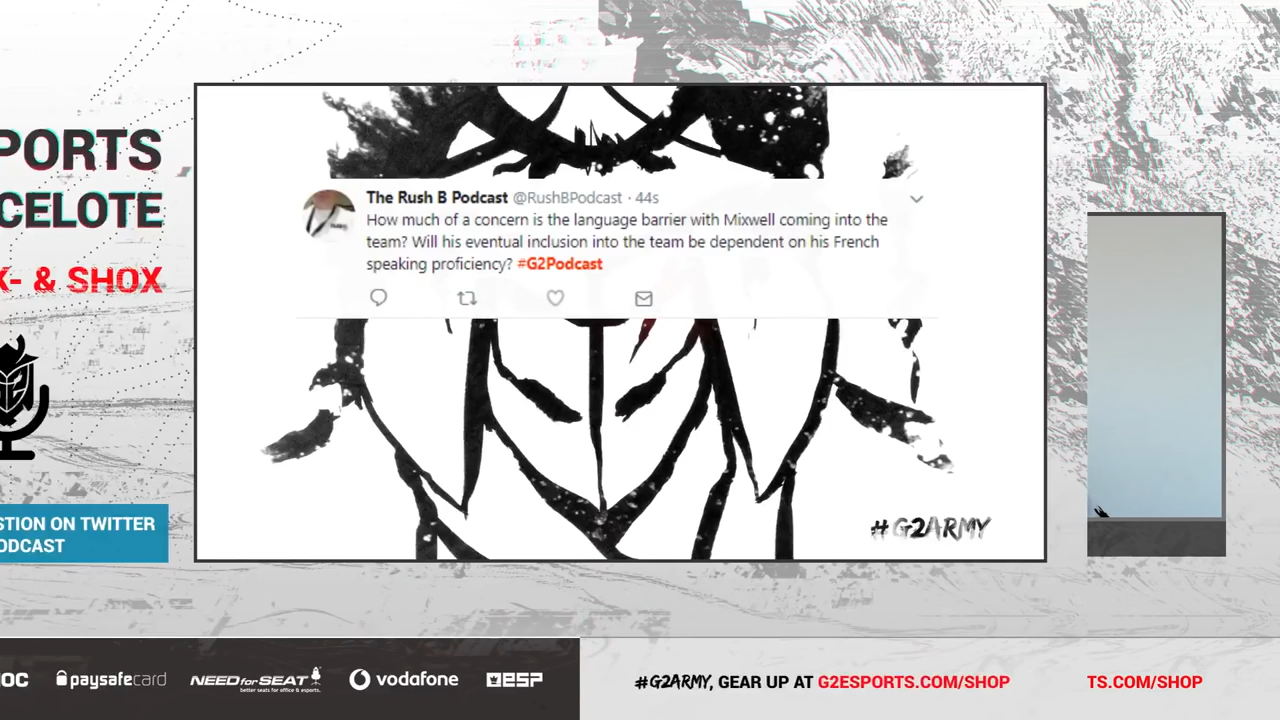 PORTS
CELOTE
K- & SHOX
STION ON TWITTER
ODCAST
The Rush B Podcast @RushBPodcast · 44s
How much of a concern is the language barrier with Mixwell coming into the
team? Will his eventual inclusion into the team be dependent on his French
speaking proficiency? #G2Podcast
#G2ARMY
OC
paysafecard
NEEDforSEAT
better seats for office & esports.
vodafone
ESP
#G2ARMY, GEAR UP AT G2ESPORTS.COM/SHOP
TS.COM/SHOP